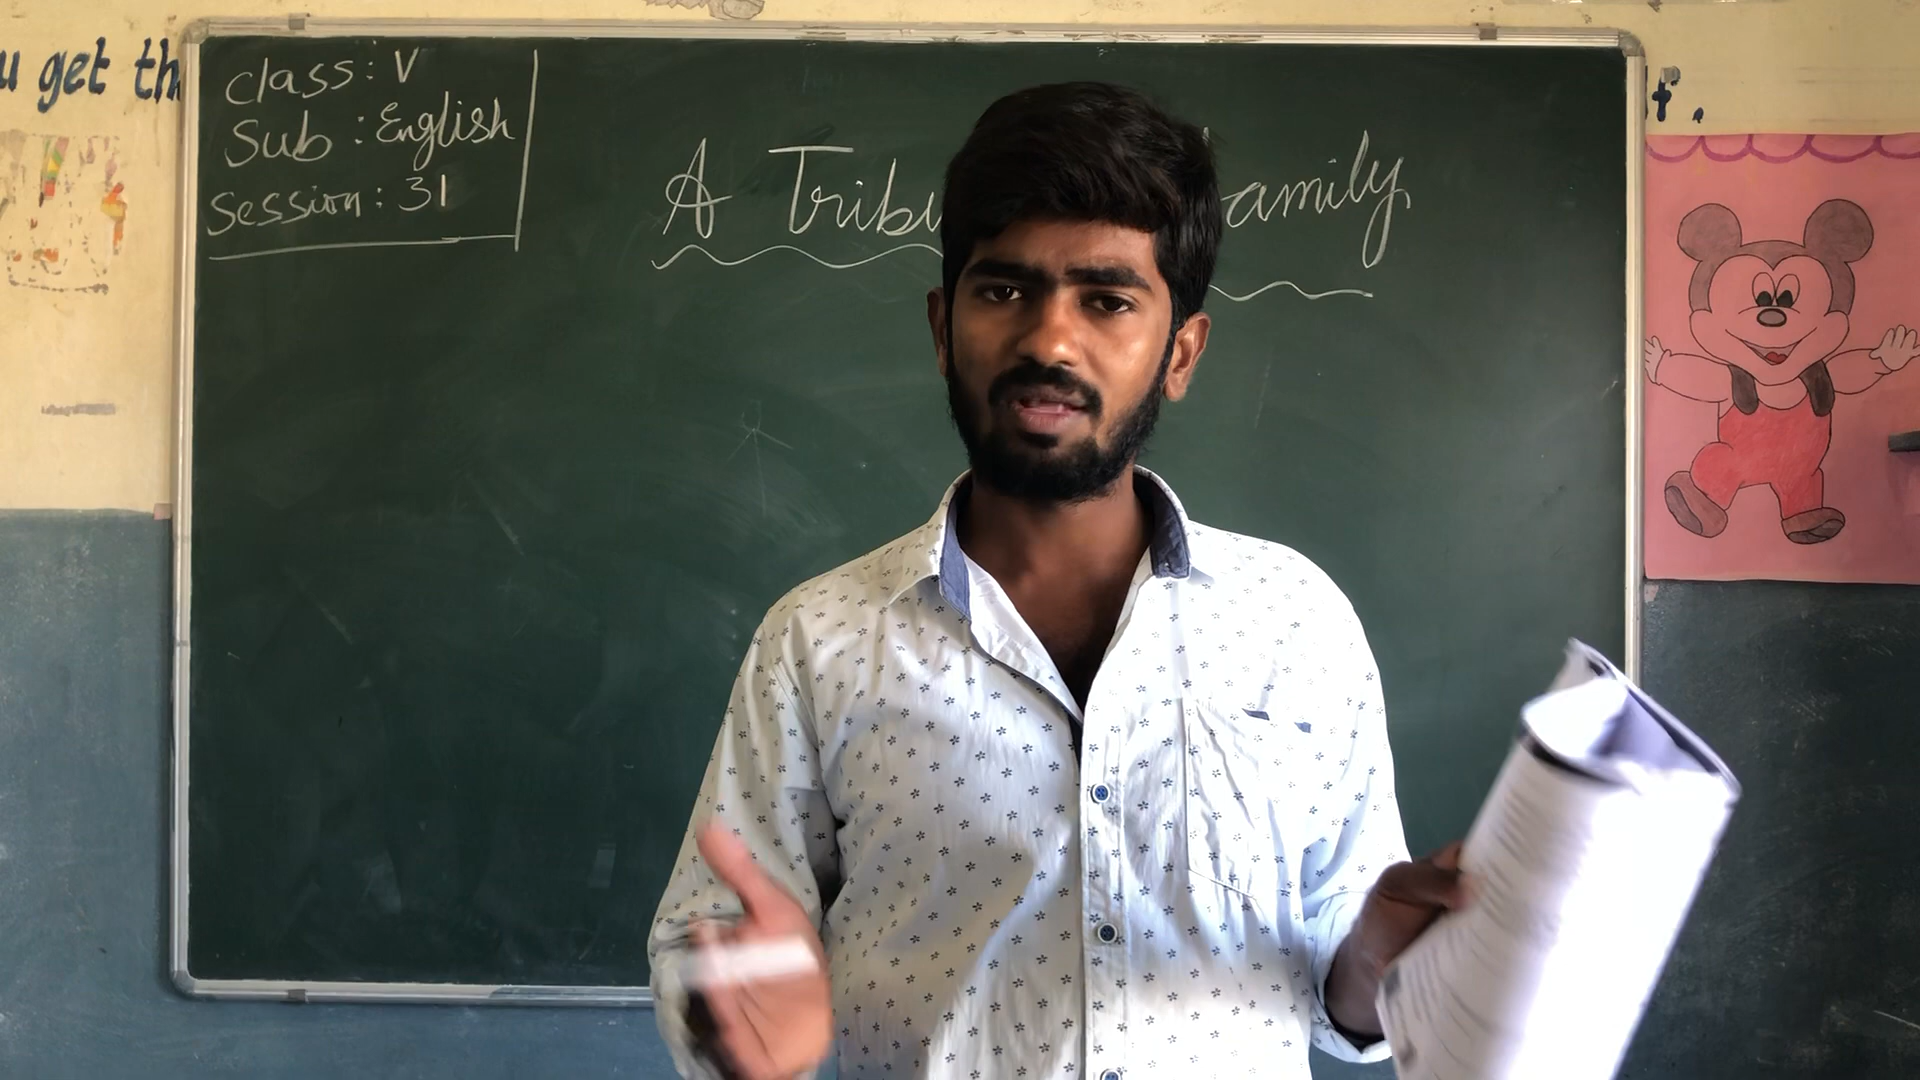 u get th
f.
class: V
Sub : English
Session: 31
A Tribu amily